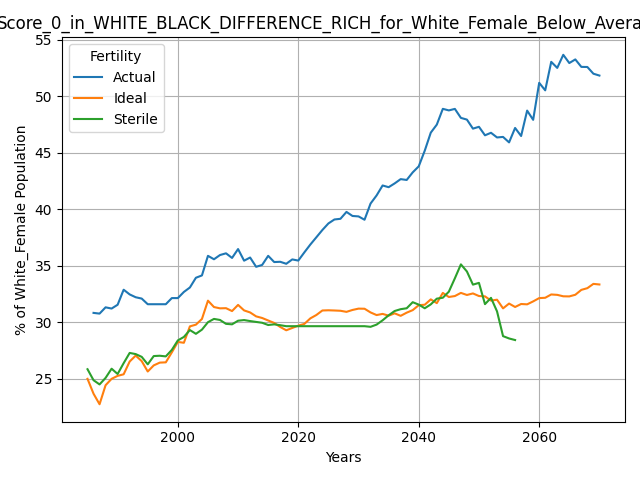 Score_0_in_WHITE_BLACK_DIFFERENCE_RICH_for_White_Female_Below_Avera
Fertility
Actual
Ideal
Sterile
% of White_Female Population
55
50
45
40
35
30
25
2000 2020 2040 2060
Years